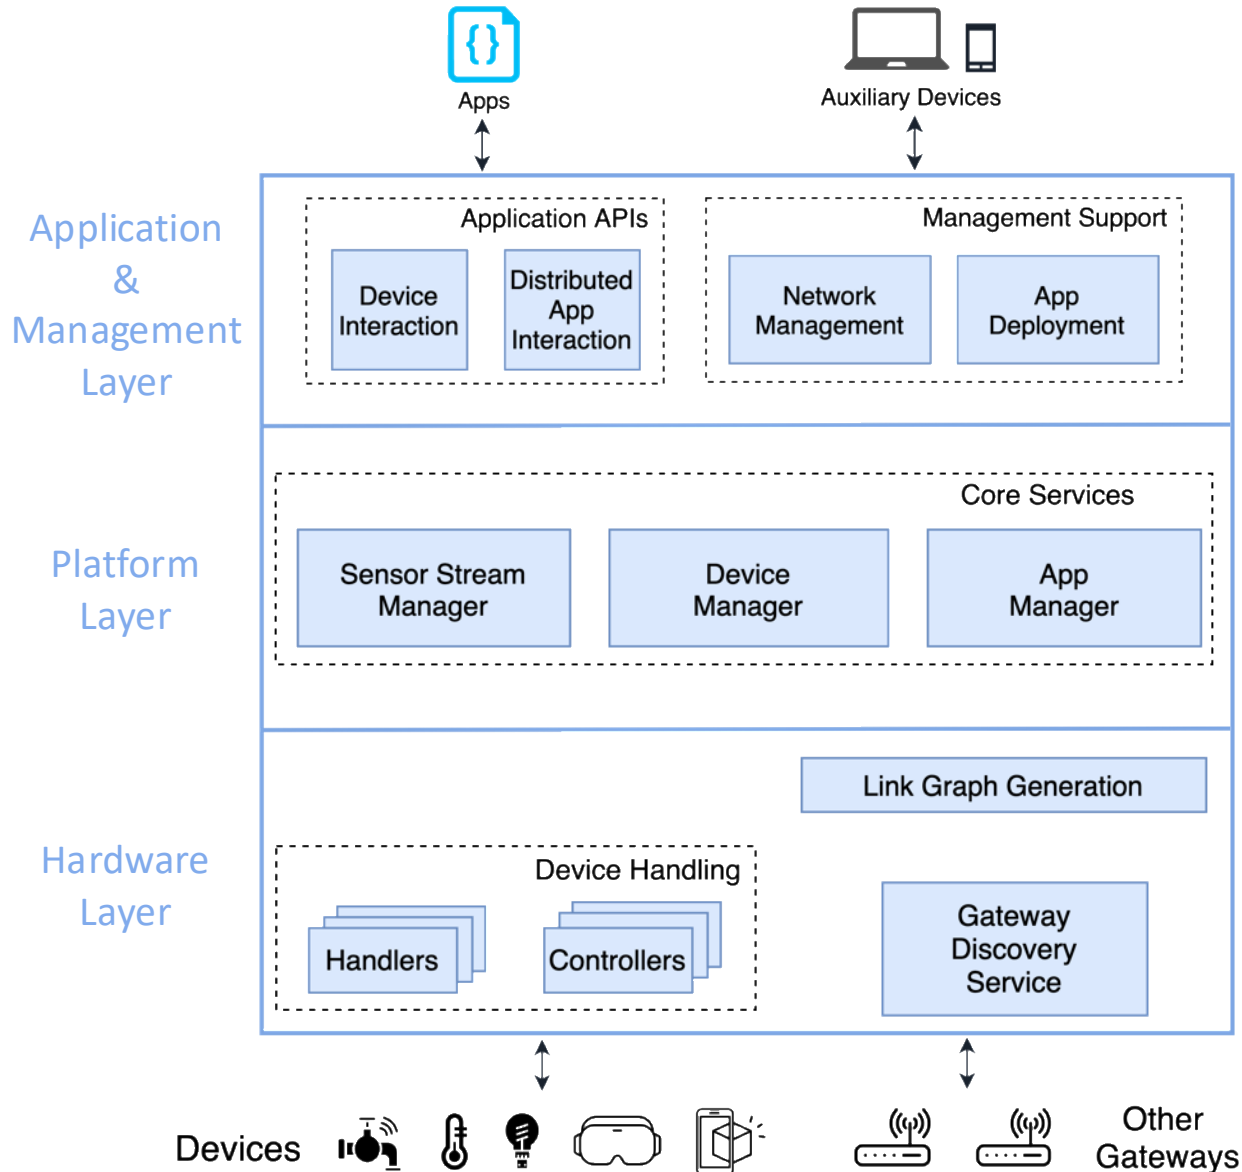 {}
Apps
Auxiliary Devices
Application
&
Management
Layer
Application APIs
Device
Interaction
Distributed
App
Interaction
Management Support
Network
Management
App
Deployment
Platform
Layer
Core Services
Sensor Stream
Manager
Device
Manager
App
Manager
Hardware
Layer
Link Graph Generation
Device Handling
Handlers
Controllers
Gateway
Discovery
Service
Devices
Other
Gateways